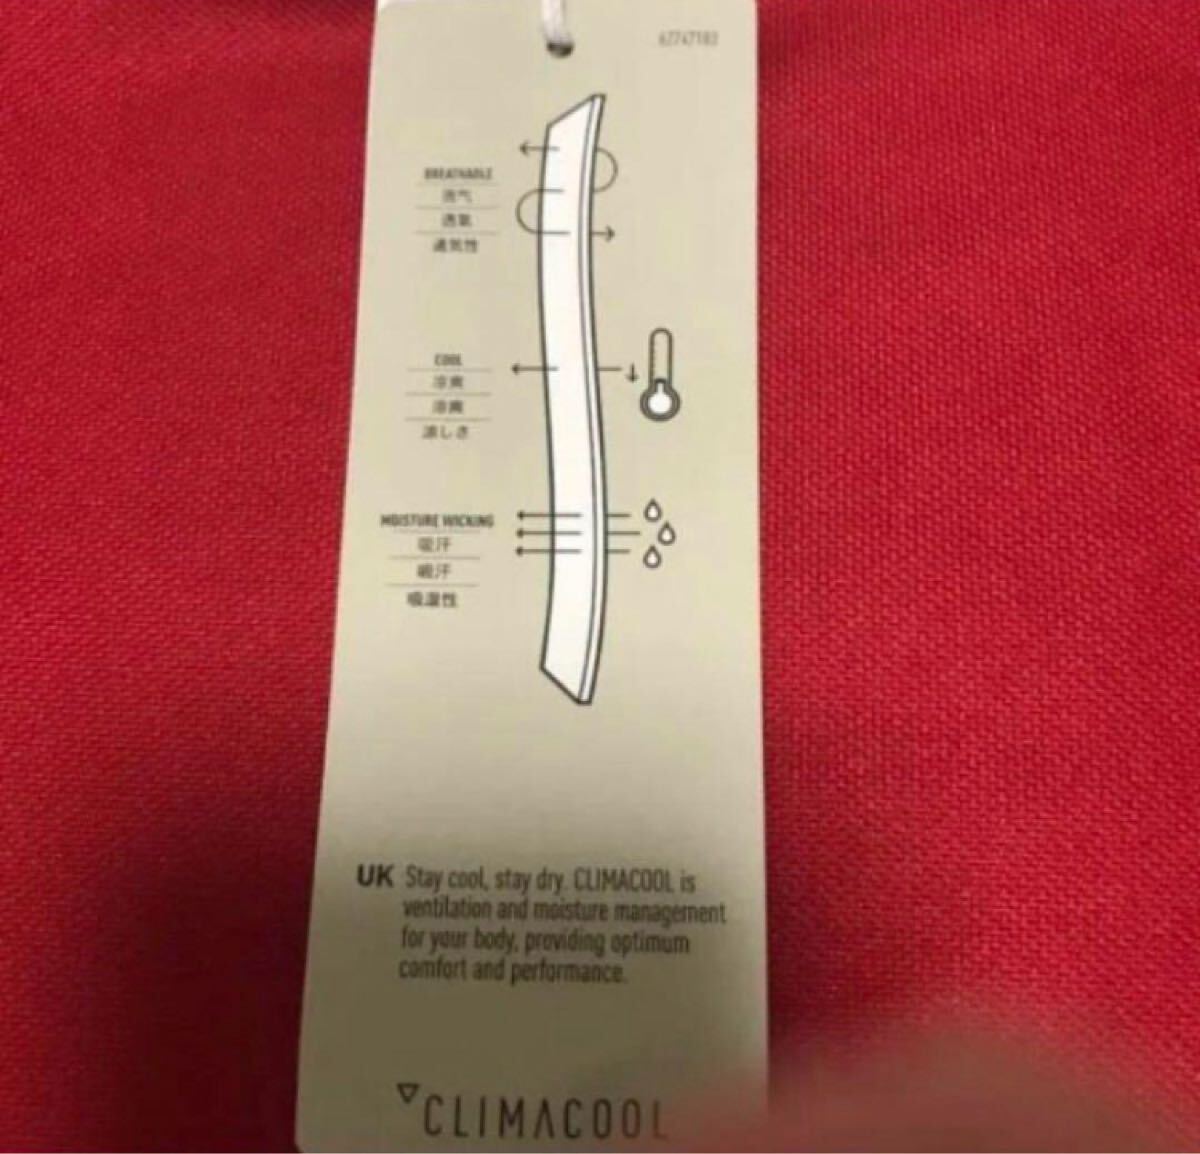 62747183
BREATHABLE
透气
透氣
通気性
COOL
凉爽
涼爽
涼しさ
MOISTURE WICKING
吸汗
吸汗
吸湿性
UK Stay cool, stay dry. CLIMACOOL is
ventilation and moisture management
for your body, providing optimum
comfort and performance.
CLIMACOOL